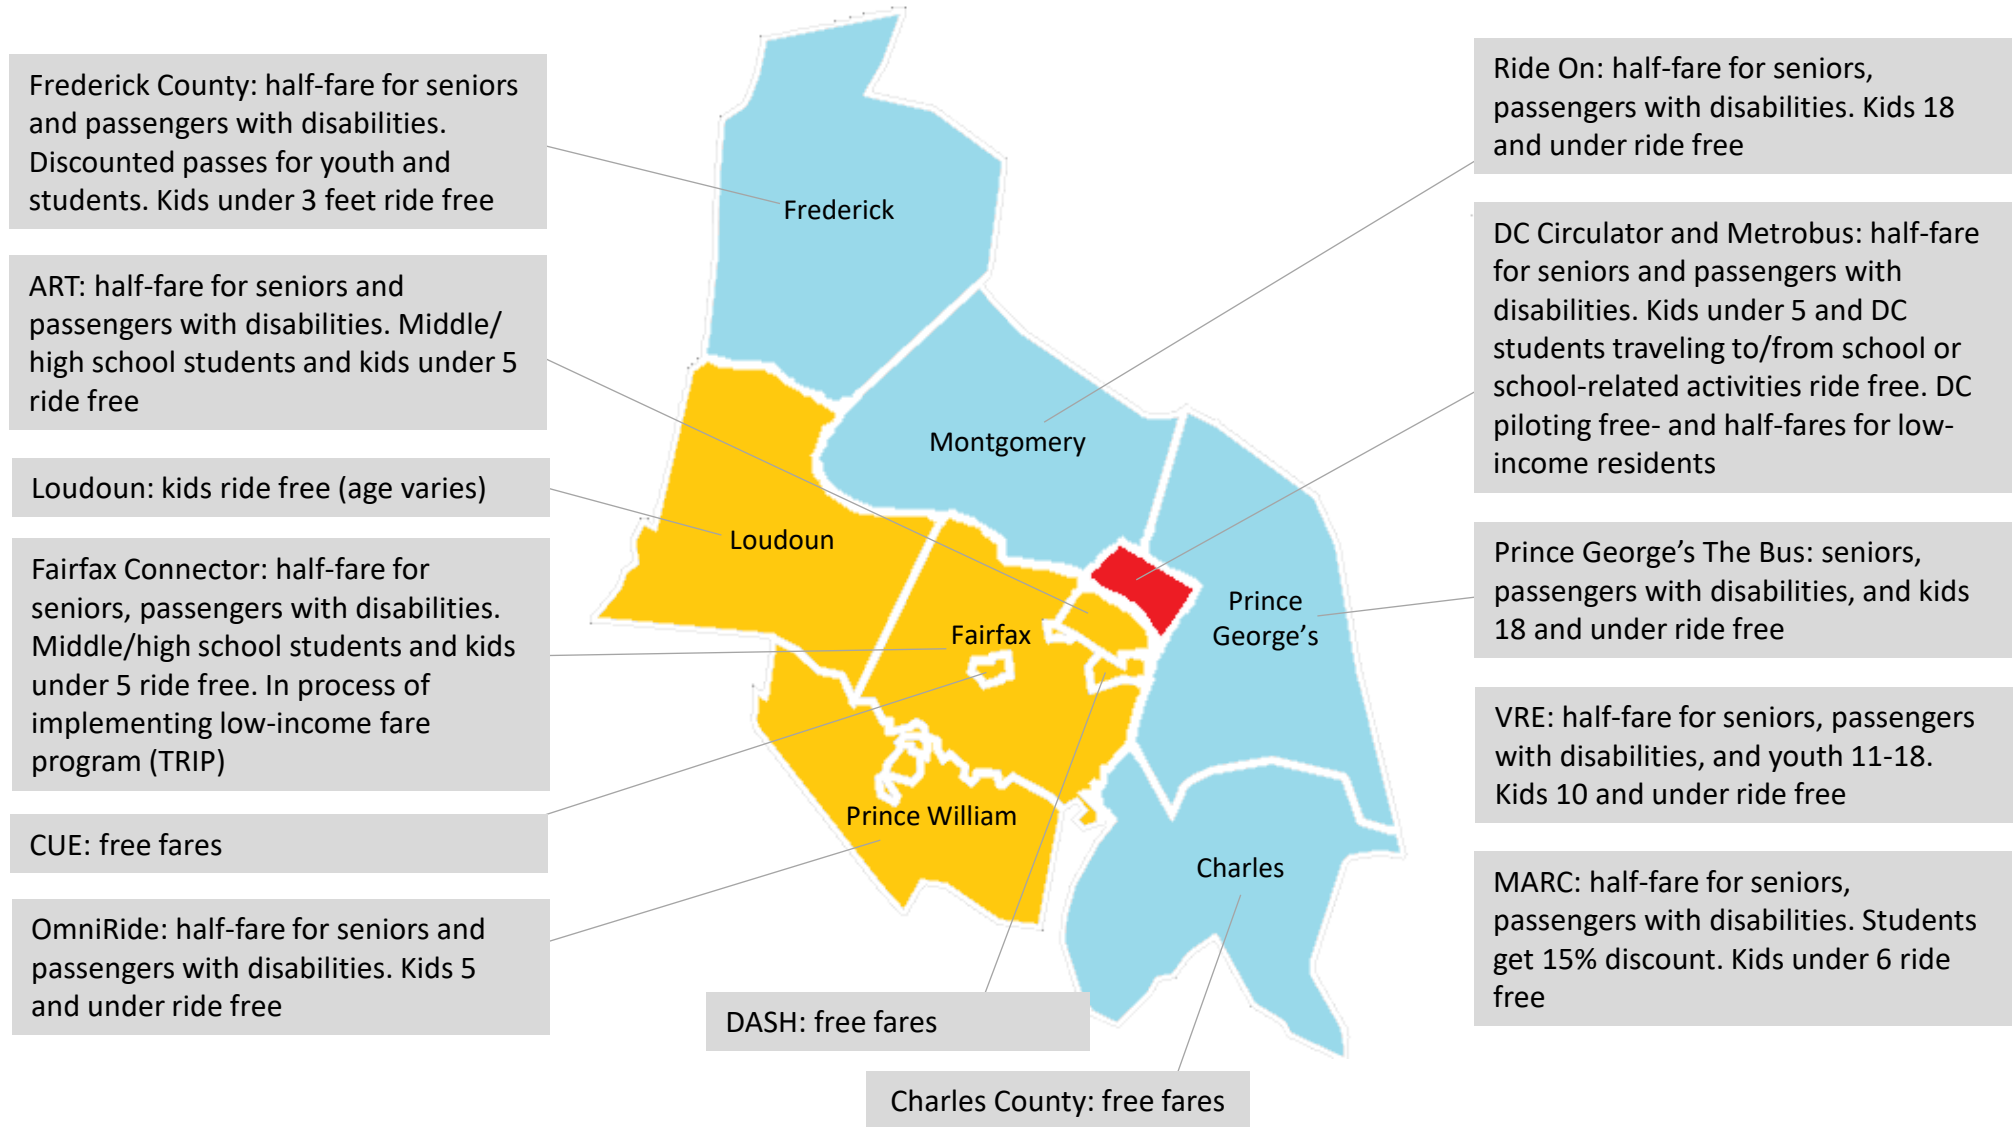 Frederick County: half-fare for seniors
and passengers with disabilities.
Discounted passes for youth and
students. Kids under 3 feet ride free
ART: half-fare for seniors and
passengers with disabilities. Middle/
high school students and kids under 5
ride free
Loudoun: kids ride free (age varies)
Fairfax Connector: half-fare for
seniors, passengers with disabilities.
Middle/high school students and kids
under 5 ride free. In process of
implementing low-income fare
program (TRIP)
CUE: free fares
OmniRide: half-fare for seniors and
passengers with disabilities. Kids 5
and under ride free
Frederick
Montgomery
Loudoun
Fairfax
Prince
George’s
Prince William
Charles
DASH: free fares
Charles County: free fares
Ride On: half-fare for seniors,
passengers with disabilities. Kids 18
and under ride free
DC Circulator and Metrobus: half-fare
for seniors and passengers with
disabilities. Kids under 5 and DC
students traveling to/from school or
school-related activities ride free. DC
piloting free- and half-fares for low-
income residents
Prince George’s The Bus: seniors,
passengers with disabilities, and kids
18 and under ride free
VRE: half-fare for seniors, passengers
with disabilities, and youth 11-18.
Kids 10 and under ride free
MARC: half-fare for seniors,
passengers with disabilities. Students
get 15% discount. Kids under 6 ride
free